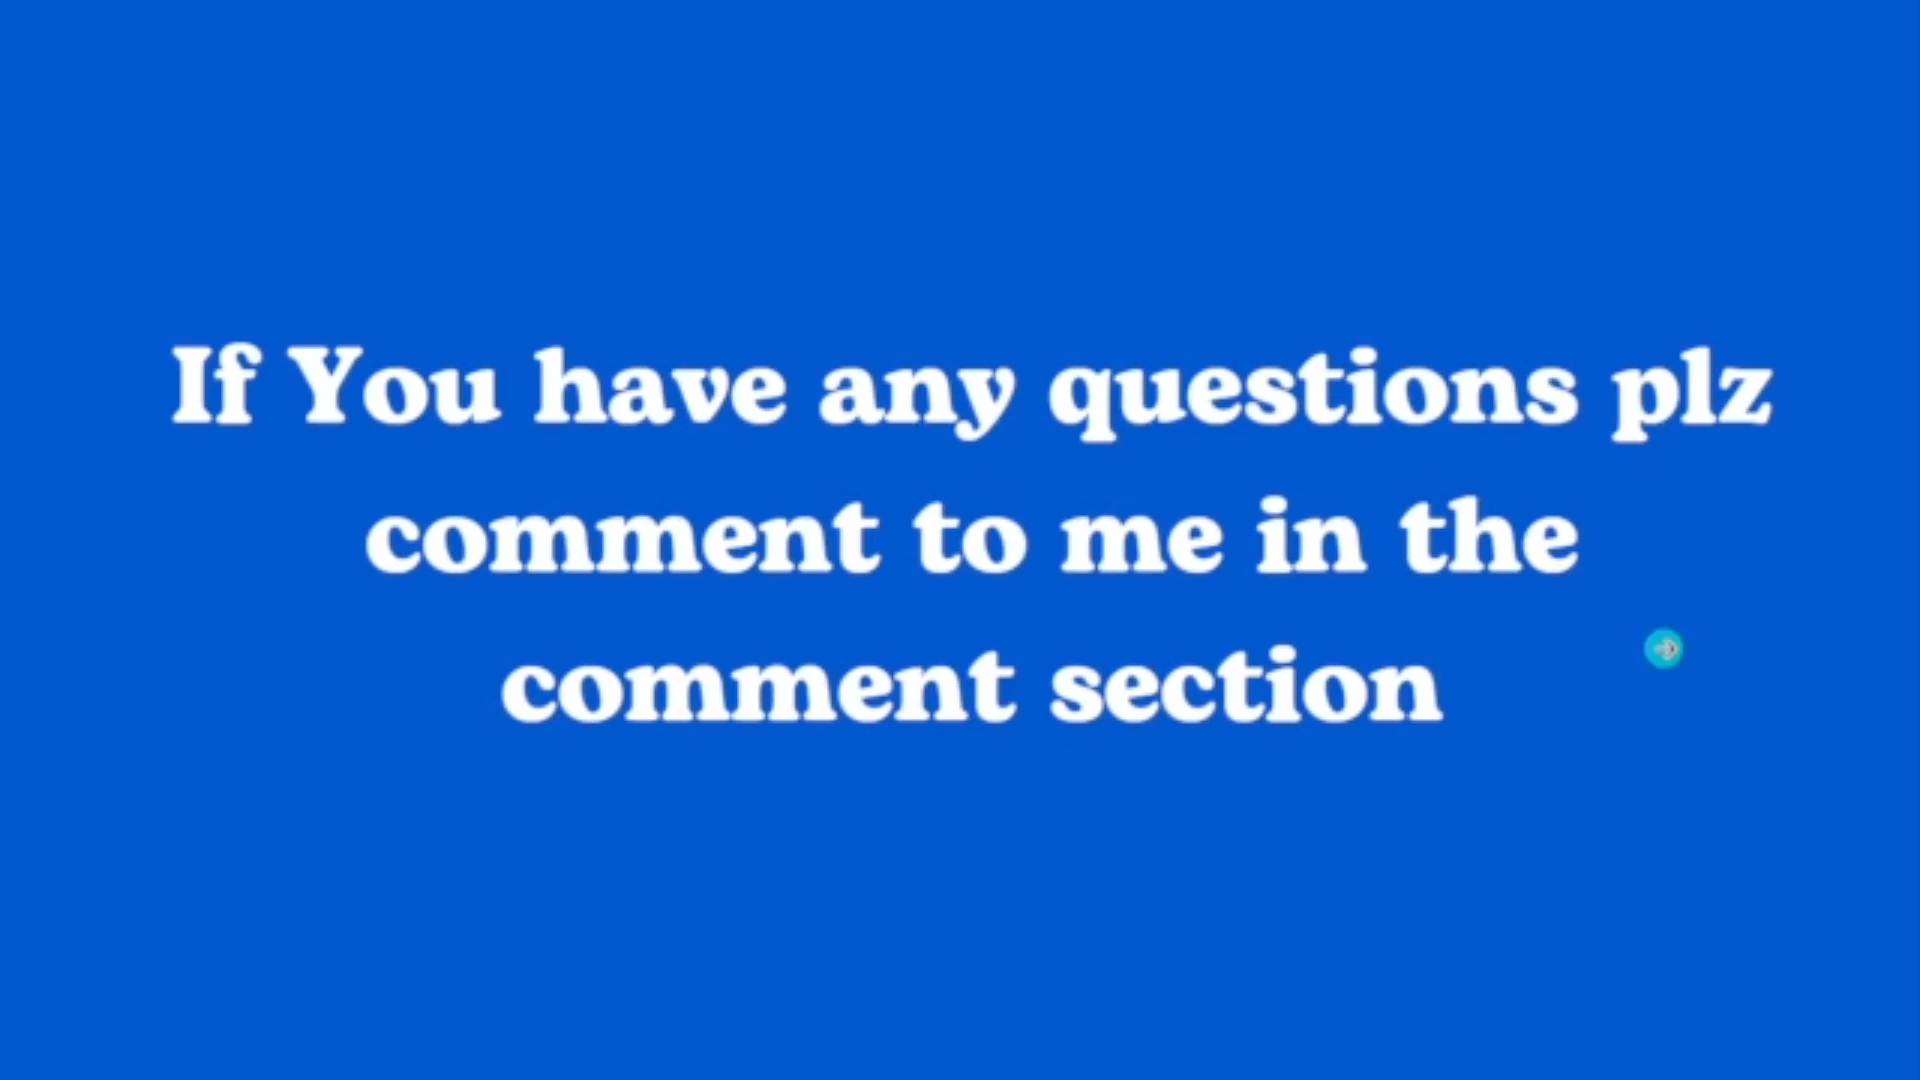 If You have any questions plz
comment to me in the
comment section